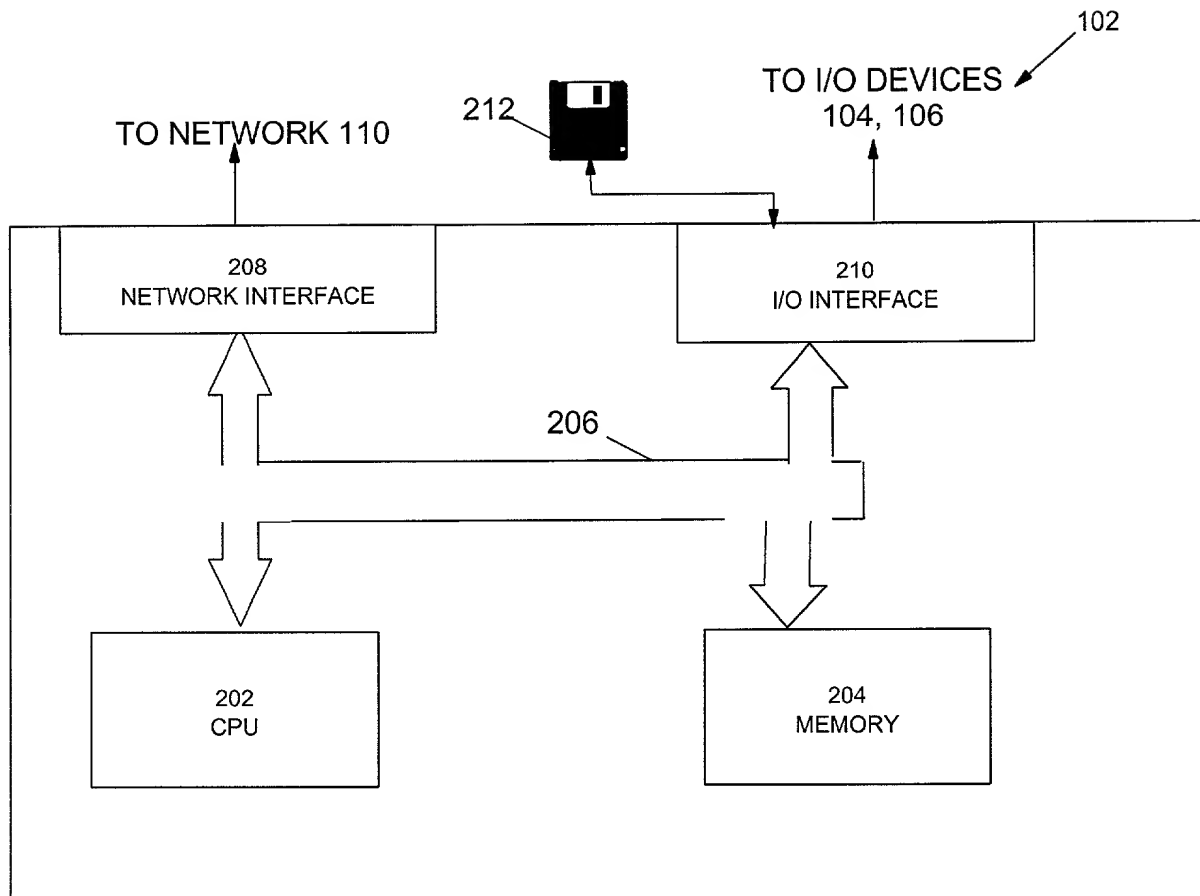 102
TO I/O DEVICES
104, 106
212
TO NETWORK 110
208
NETWORK INTERFACE
210
I/O INTERFACE
206
202
CPU
204
MEMORY